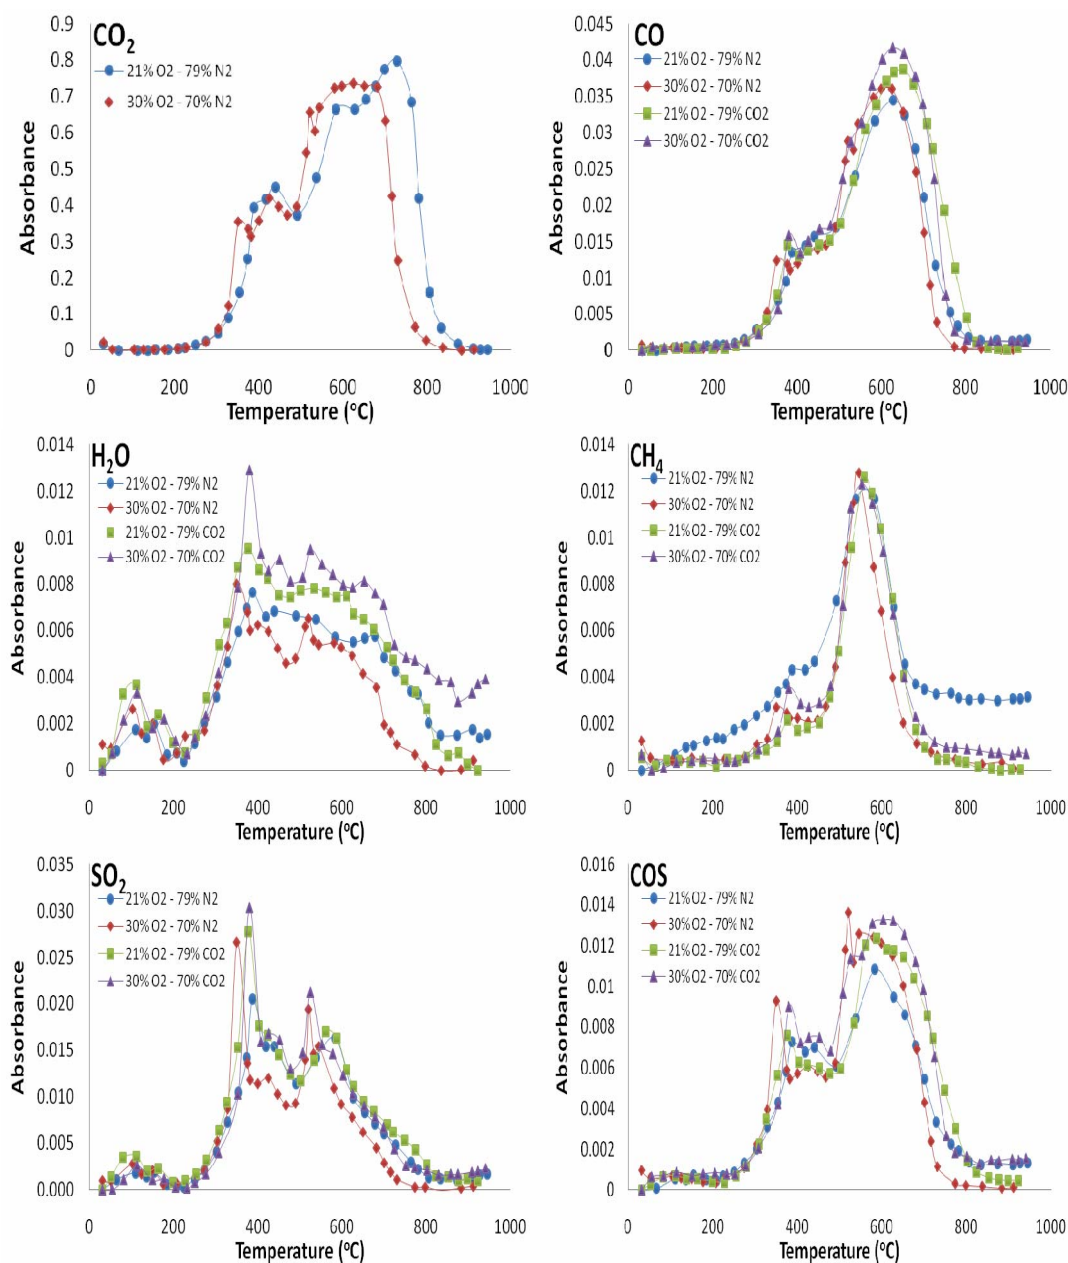 CO2
21% O2 - 79% N2
30% O2 - 70% N2
0.9
0.8
0.7
0.6
0.5
0.4
0.3
0.2
0.1
0
Absorbance
0 200 400 600 800 1000
Temperature (°C)
CO
21% O2 - 79% N2
30% O2 - 70% N2
21% O2 - 79% CO2
30% O2 - 70% CO2
0.045
0.04
0.035
0.03
0.025
0.02
0.015
0.01
0.005
0
Absorbance
0 200 400 600 800 1000
Temperature (°C)
H2O
21% O2 - 79% N2
30% O2 - 70% N2
21% O2 - 79% CO2
30% O2 - 70% CO2
0.014
0.012
0.01
0.008
0.006
0.004
0.002
0
Absorbance
0 200 400 600 800 1000
Temperature (°C)
CH4
21% O2 - 79% N2
30% O2 - 70% N2
21% O2 - 79% CO2
30% O2 - 70% CO2
0.014
0.012
0.01
0.008
0.006
0.004
0.002
0
Absorbance
0 200 400 600 800 1000
Temperature (°C)
SO2
21% O2 - 79% N2
30% O2 - 70% N2
21% O2 - 79% CO2
30% O2 - 70% CO2
0.035
0.030
0.025
0.020
0.015
0.010
0.005
0.000
Absorbance
0 200 400 600 800 1000
Temperature (°C)
COS
21% O2 - 79% N2
30% O2 - 70% N2
21% O2 - 79% CO2
30% O2 - 70% CO2
0.016
0.014
0.012
0.01
0.008
0.006
0.004
0.002
0
Absorbance
0 200 400 600 800 1000
Temperature (°C)